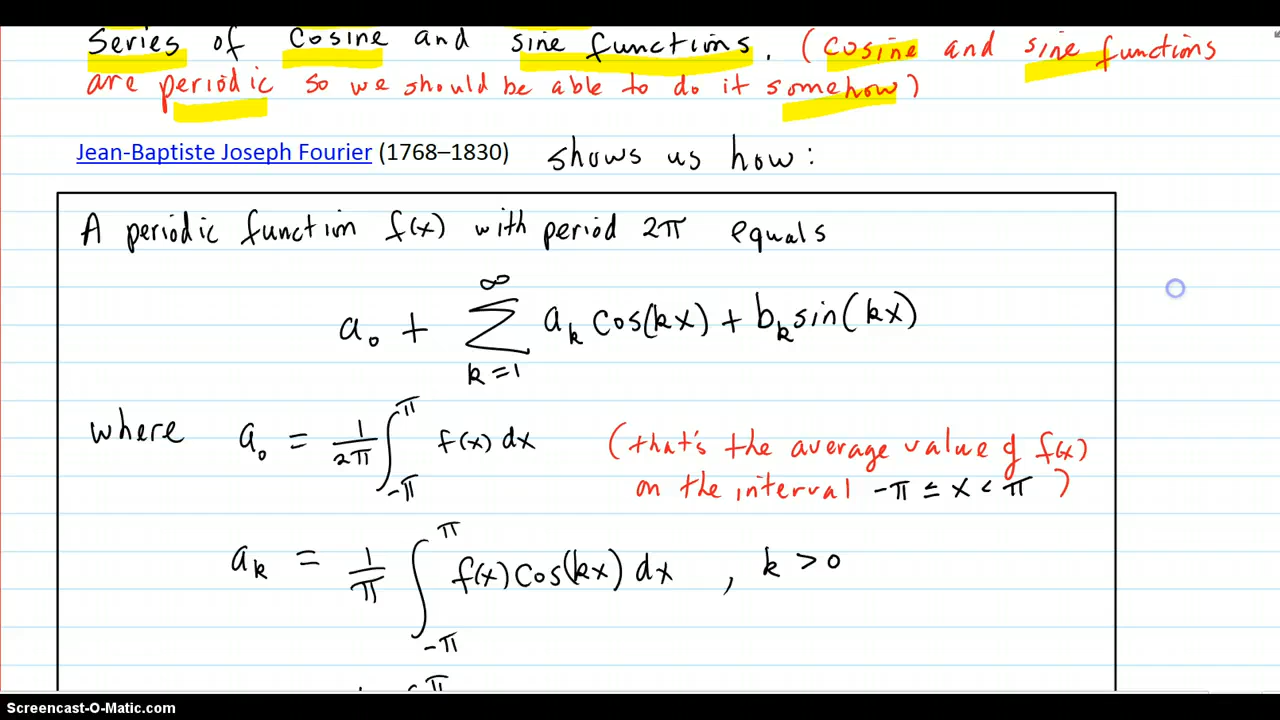 Series of cosine and sine functions. (cosine and sine functions
are periodic so we should be able to do it somehow)
Jean-Baptiste Joseph Fourier (1768–1830) shows us how:
A periodic function f(x) with period 2π equals
a₀ + ∑_{k=1}^{∞} a_k cos(kx) + b_k sin(kx)
where a₀ = 1/2π ∫_{-π}^{π} f(x) dx (that's the average value of f(x)
on the interval -π ≤ x < π)
a_k = 1/π ∫_{-π}^{π} f(x) cos(kx) dx , k > 0
Screencast-O-Matic.com